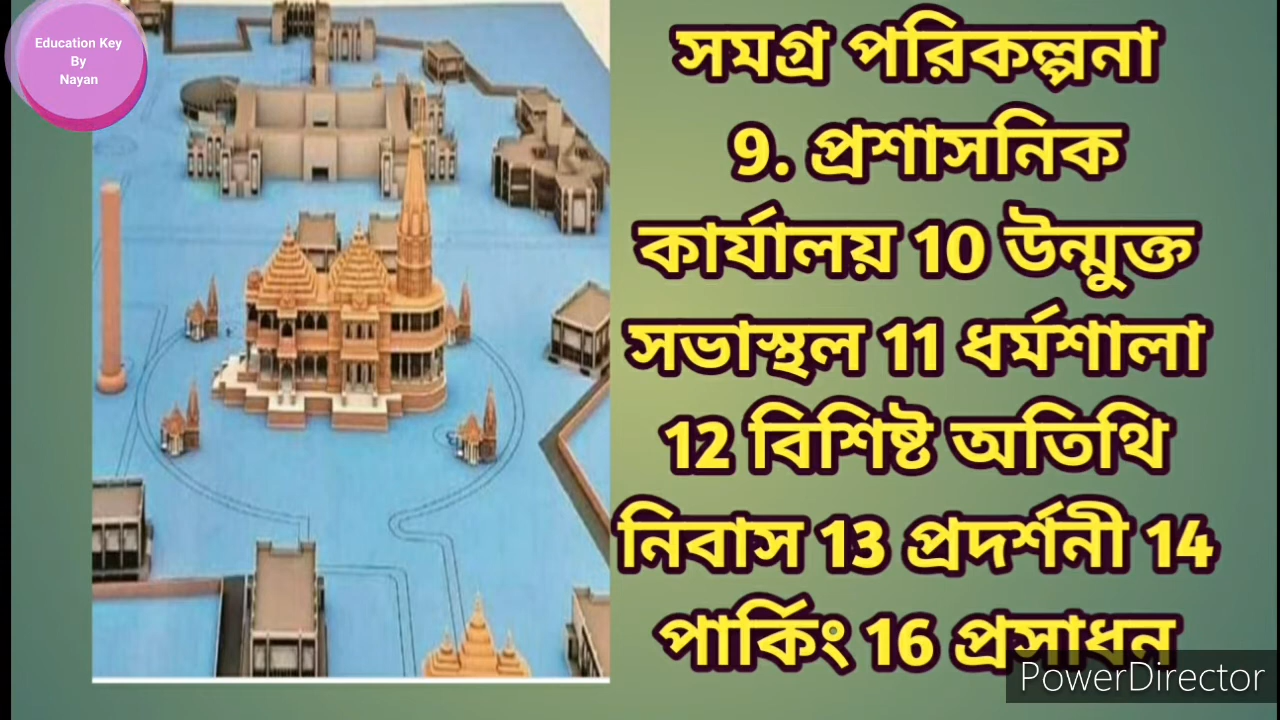 Education Key
By
Nayan
সমগ্র পরিকল্পনা
9. প্রশাসনিক
কার্যালয় 10 উন্মুক্ত
সভাস্থল 11 ধর্মশালা
12 বিশিষ্ট অতিথি
নিবাস 13 প্রদর্শনী 14
পার্কিং 16 প্রসাধন
PowerDirector